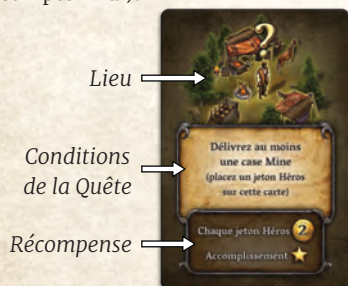 Lieu
Conditions
de la Quête
Récompense
Délivrez au moins
une case Mine
(placez un jeton Héros
sur cette carte)
Chaque jeton Héros 2
Accomplissement